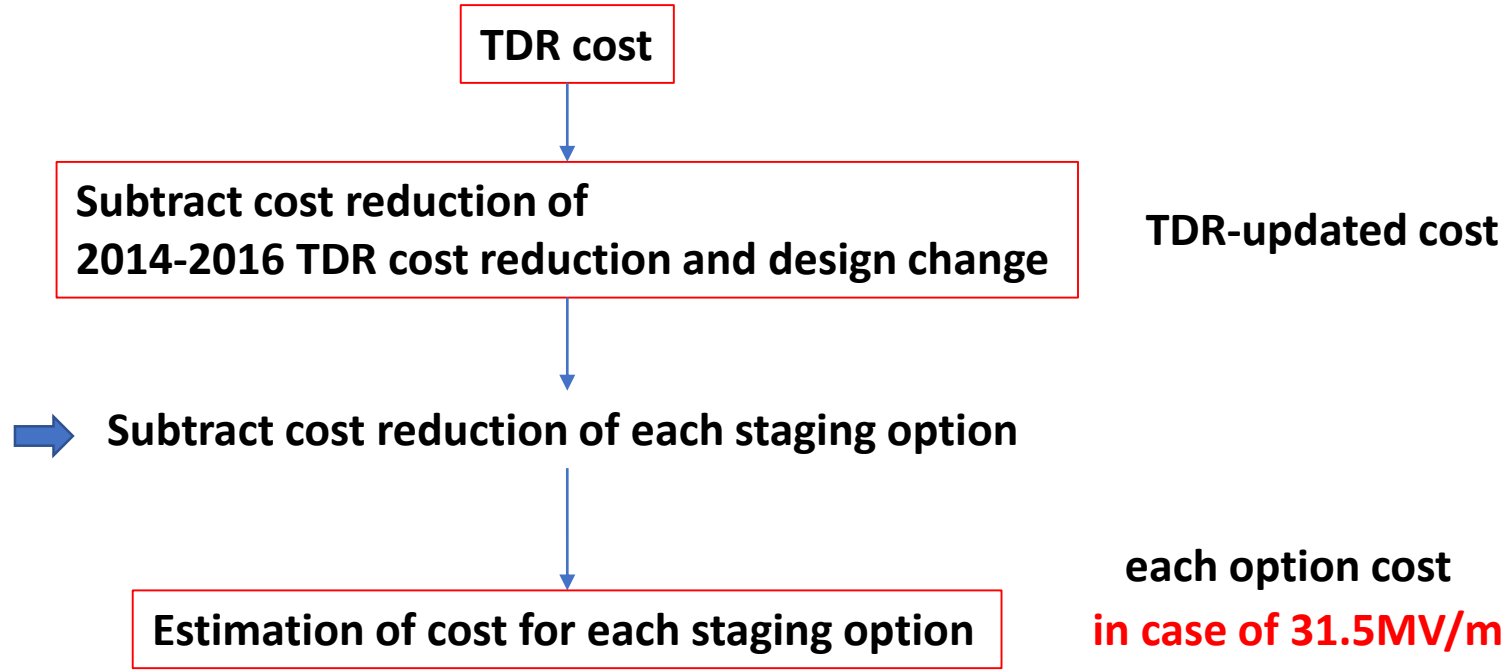 TDR cost
Subtract cost reduction of
2014-2016 TDR cost reduction and design change
TDR-updated cost
Subtract cost reduction of each staging option
each option cost
Estimation of cost for each staging option
in case of 31.5MV/m